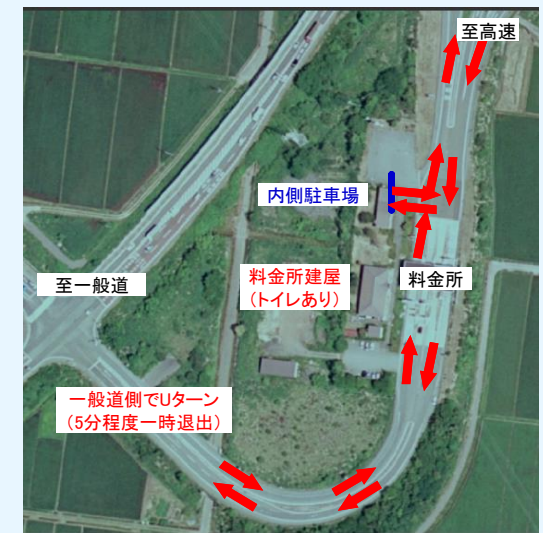 至高速
内側駐車場
料金所建屋
（トイレあり）
料金所
至一般道
一般道側でUターン
（5分程度一時退出）